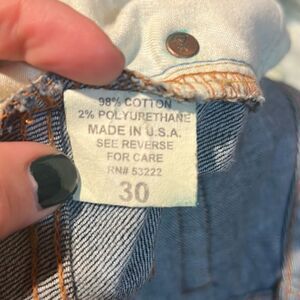 98% COTTON
2% POLYURETHANE
MADE IN U.S.A.
SEE REVERSE
FOR CARE
RN# 53222
30